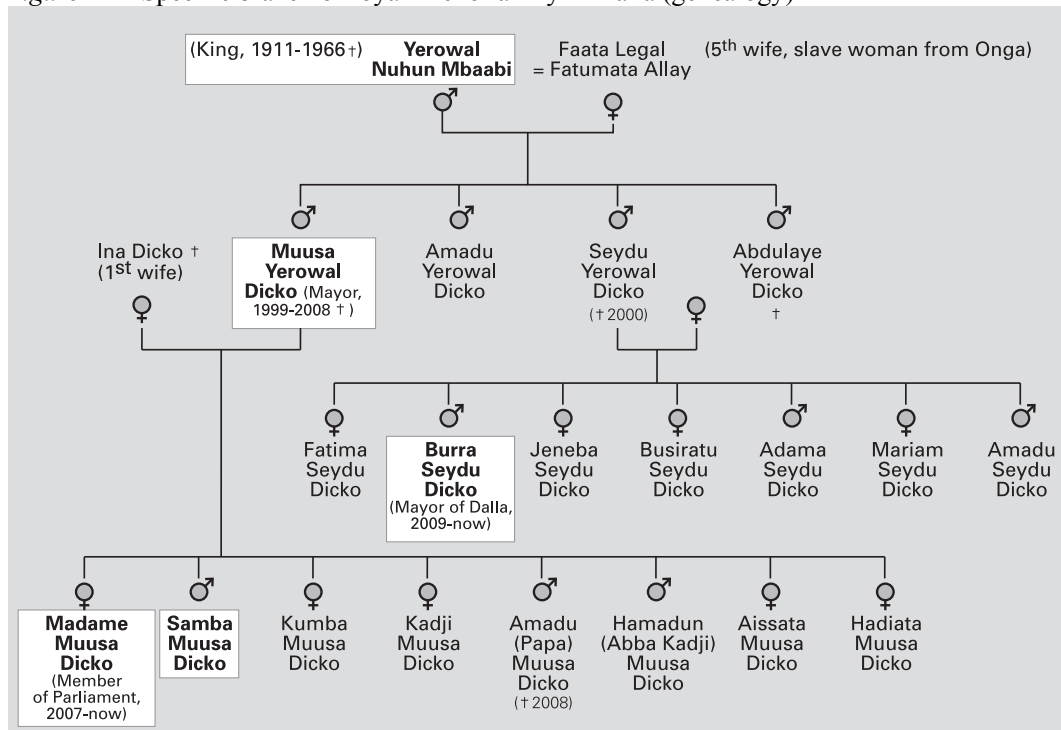 (King, 1911-1966 †) Yerowal
Nuhun Mbaabi
Faata Legal
= Fatumata Allay
(5th wife, slave woman from Onga)
Ina Dicko †
(1st wife)
Muusa
Yerowal
Dicko (Mayor,
1999-2008 † )
Amadu
Yerowal
Dicko
Seydu
Yerowal
Dicko
( † 2000)
Abdulaye
Yerowal
Dicko
†
Fatima
Seydu
Dicko
Burra
Seydu
Dicko
(Mayor of Dalla,
2009-now)
Jeneba
Seydu
Dicko
Busiratu
Seydu
Dicko
Adama
Seydu
Dicko
Mariam
Seydu
Dicko
Amadu
Seydu
Dicko
Madame
Muusa
Dicko
(Member
of Parliament,
2007-now)
Samba
Muusa
Dicko
Kumba
Muusa
Dicko
Kadji
Muusa
Dicko
Amadu
(Papa)
Muusa
Dicko
( † 2008)
Hamadun
(Abba Kadji)
Muusa
Dicko
Aissata
Muusa
Dicko
Hadiata
Muusa
Dicko